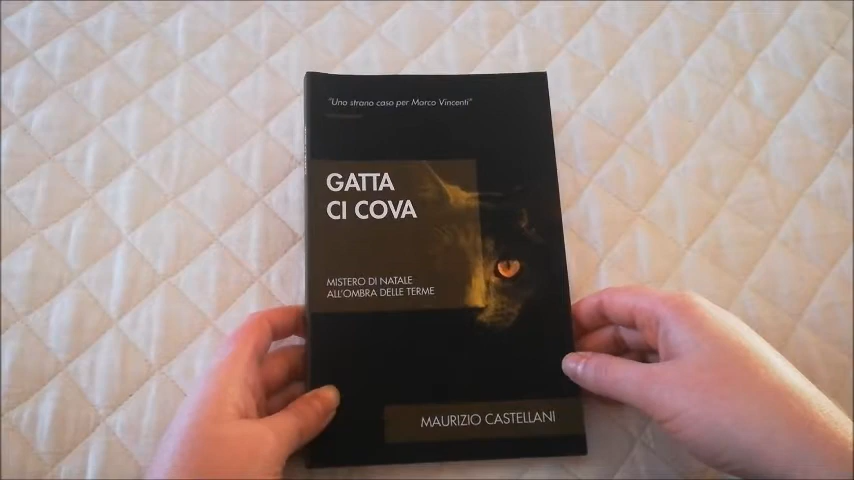 "Uno strano caso per Marco Vincenti"
GATTA
CI COVA
MISTERO DI NATALE
ALL'OMBRA DELLE TERME
MAURIZIO CASTELLANI